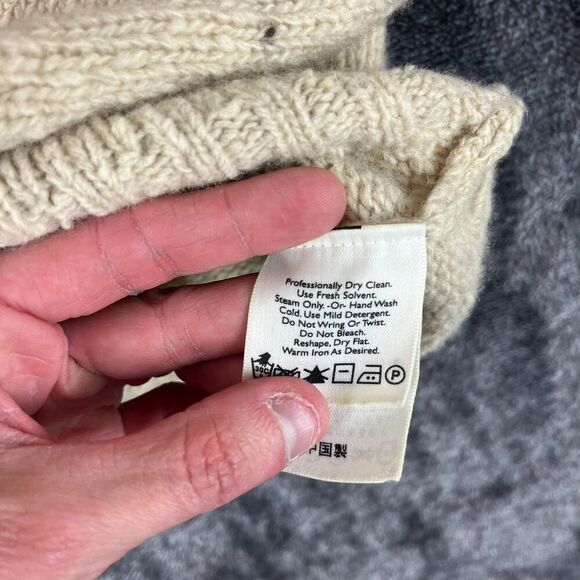 Professionally Dry Clean.
Use Fresh Solvent.
Steam Only. -Or- Hand Wash
Cold. Use Mild Detergent.
Do Not Wring Or Twist.
Do Not Bleach.
Reshape, Dry Flat.
Warm Iron As Desired.
30C P
中国製